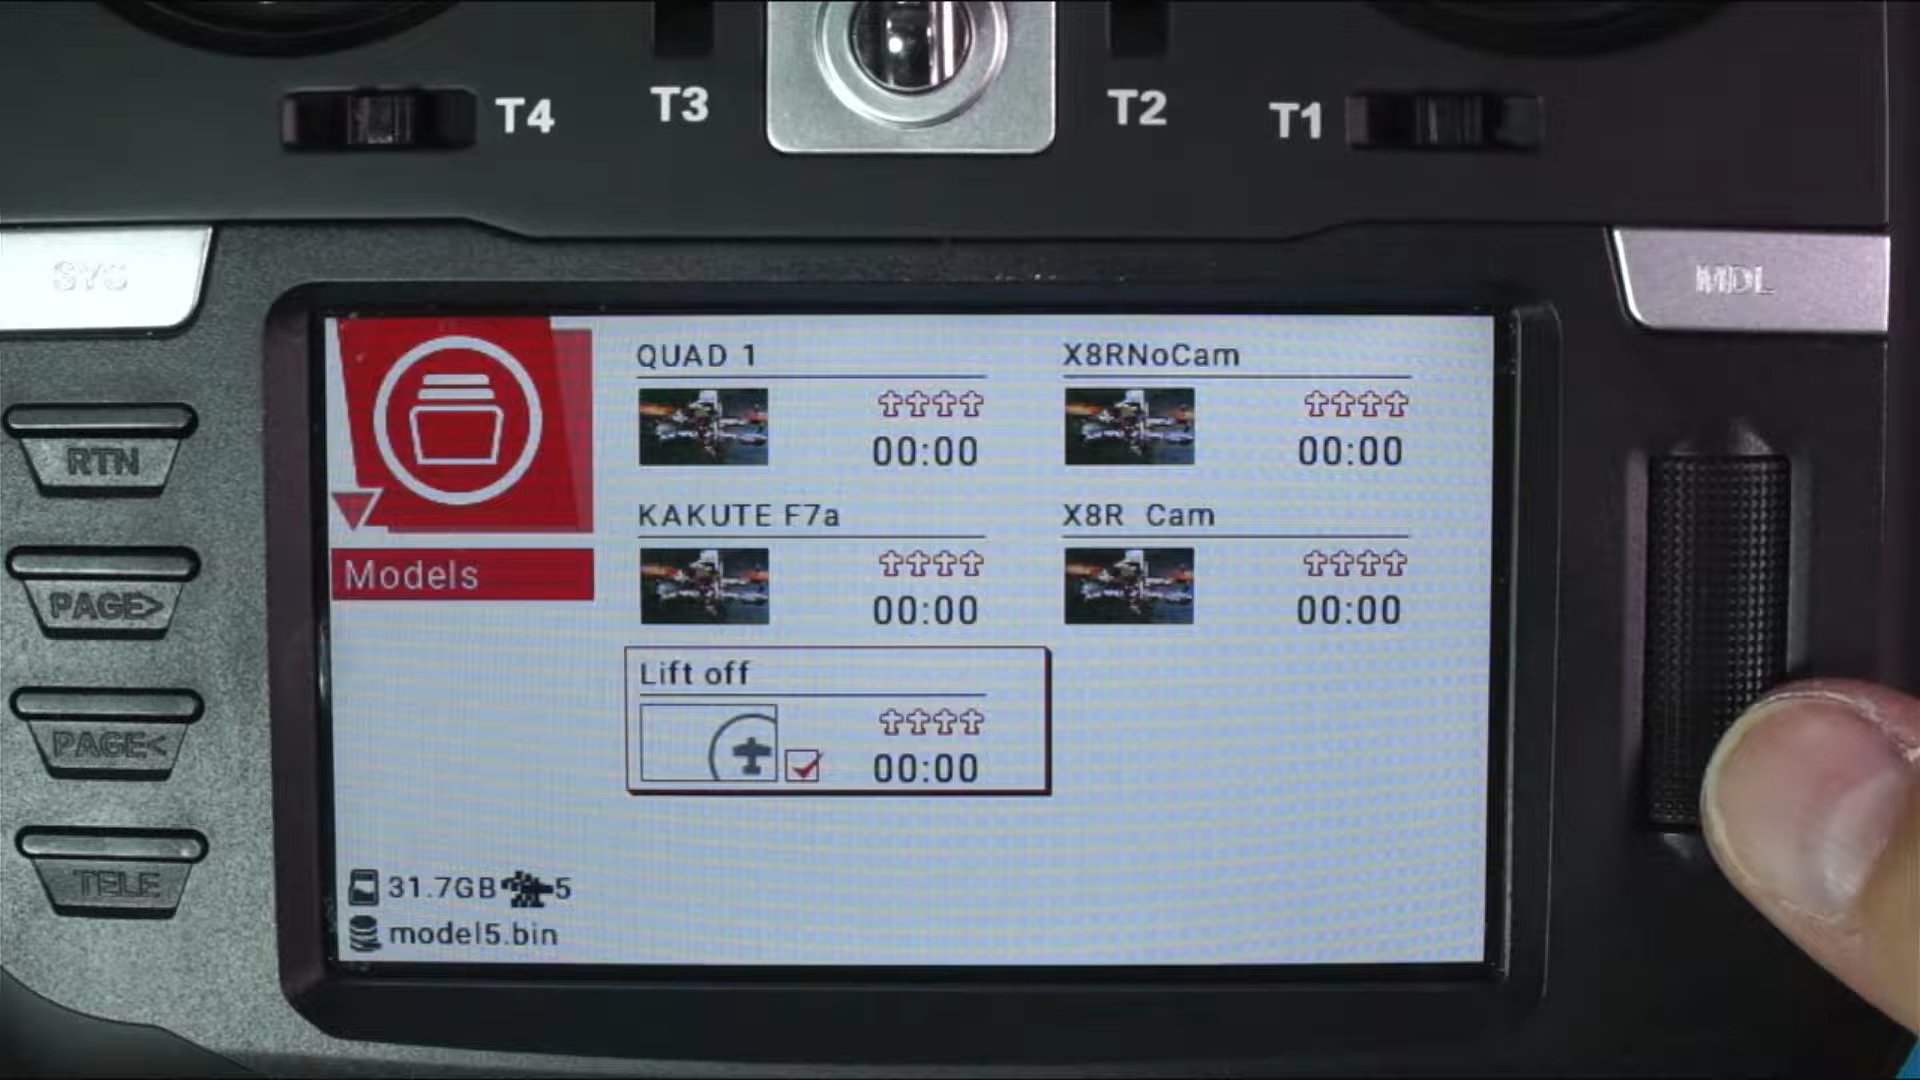 T4
T3
T2
T1
SYS
MDL
RTN
PAGE>
PAGE<
TELE
Models
QUAD 1
00:00
X8RNoCam
00:00
KAKUTE F7a
00:00
X8R Cam
00:00
Lift off
00:00
31.7GB 5
model5.bin